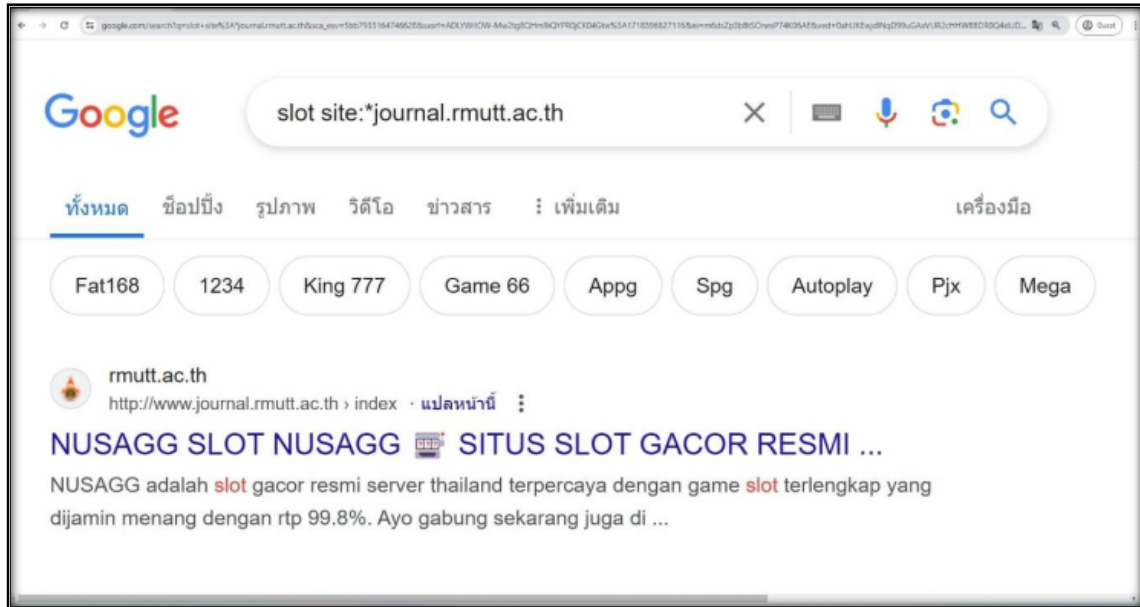 Google
slot site:*journal.rmutt.ac.th
ทั้งหมด ช็อปปิ้ง รูปภาพ วิดีโอ ข่าวสาร เพิ่มเติม เครื่องมือ
Fat168 1234 King 777 Game 66 Appg Spg Autoplay Pjx Mega
rmutt.ac.th
http://www.journal.rmutt.ac.th › index · แปลหน้านี้
NUSAGG SLOT NUSAGG 🎰 SITUS SLOT GACOR RESMI ...
NUSAGG adalah slot gacor resmi server thailand terpercaya dengan game slot terlengkap yang
dijamin menang dengan rtp 99.8%. Ayo gabung sekarang juga di ...